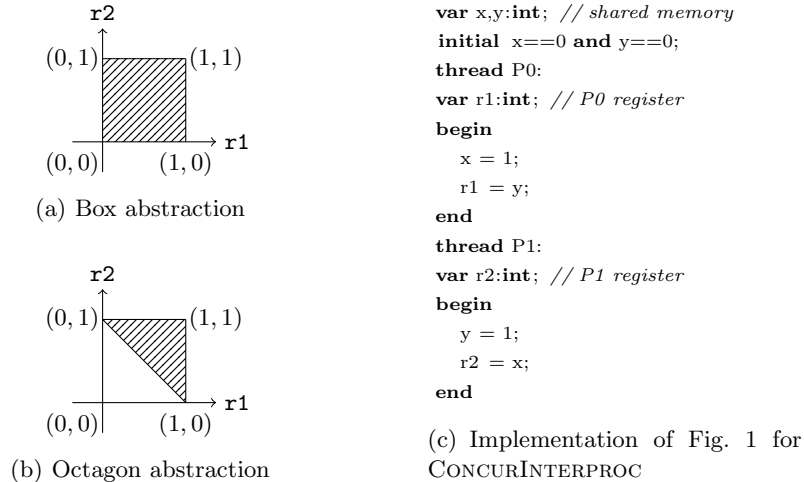 r2
(0, 1)
(1, 1)
r1
(0, 0)
(1, 0)
(a) Box abstraction
r2
(0, 1)
(1, 1)
r1
(0, 0)
(1, 0)
(b) Octagon abstraction
var x,y:int; // shared memory
initial x==0 and y==0;
thread P0:
var r1:int; // P0 register
begin
x = 1;
r1 = y;
end
thread P1:
var r2:int; // P1 register
begin
y = 1;
r2 = x;
end
(c) Implementation of Fig. 1 for
CONCURINTERPROC